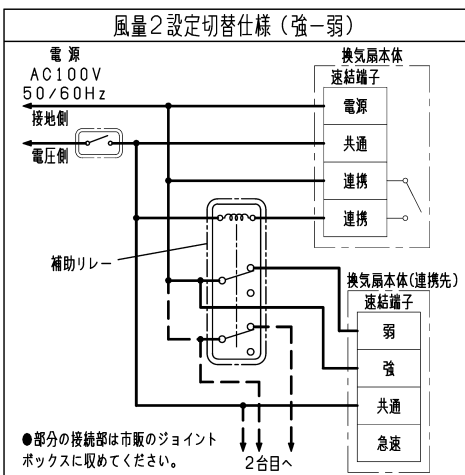 風量2設定切替仕様(強-弱)
電源
AC100V
50/60Hz
接地側
電圧側
換気扇本体
速結端子
電源
共通
連携
連携
補助リレー
換気扇本体(連携先)
速結端子
弱
強
共通
急速
●部分の接続部は市販のジョイント
ボックスに収めてください。
2台目へ